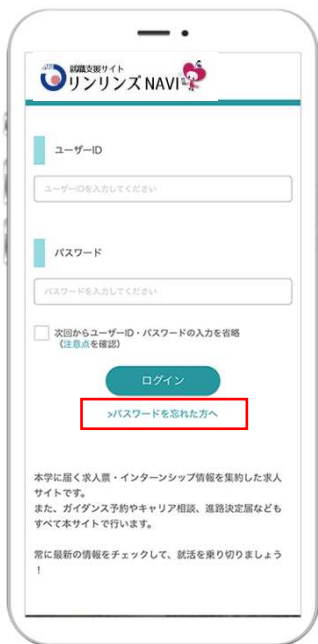 就職支援サイト
リンリンズ NAVI
ユーザーID
ユーザーIDを入力してください
パスワード
パスワードを入力してください
次回からユーザーID・パスワードの入力を省略
(注意点を確認)
ログイン
>パスワードを忘れた方へ
本学に届く求人票・インターンシップ情報を集約した求人
サイトです。
また、ガイダンス予約やキャリア相談、進路決定届なども
すべて本サイトで行います。
常に最新の情報をチェックして、就活を乗り切りましょう
!